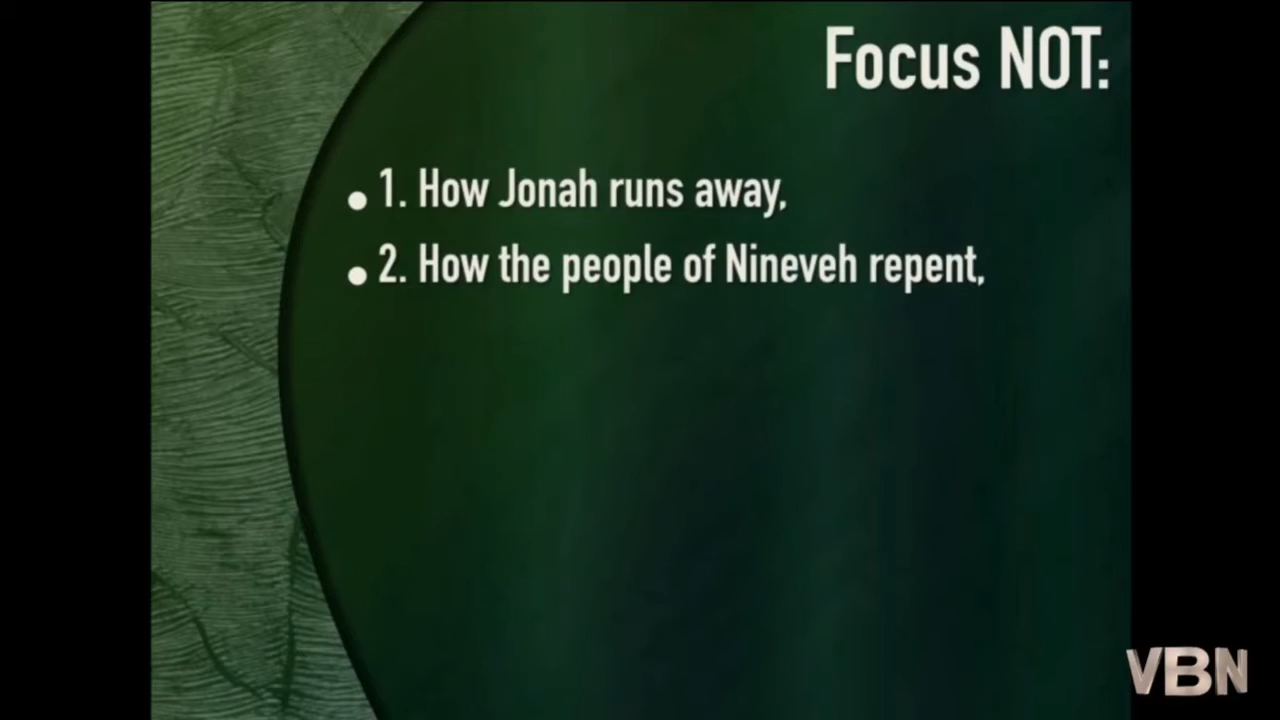 Focus NOT:
• 1. How Jonah runs away,
• 2. How the people of Nineveh repent,
VBN